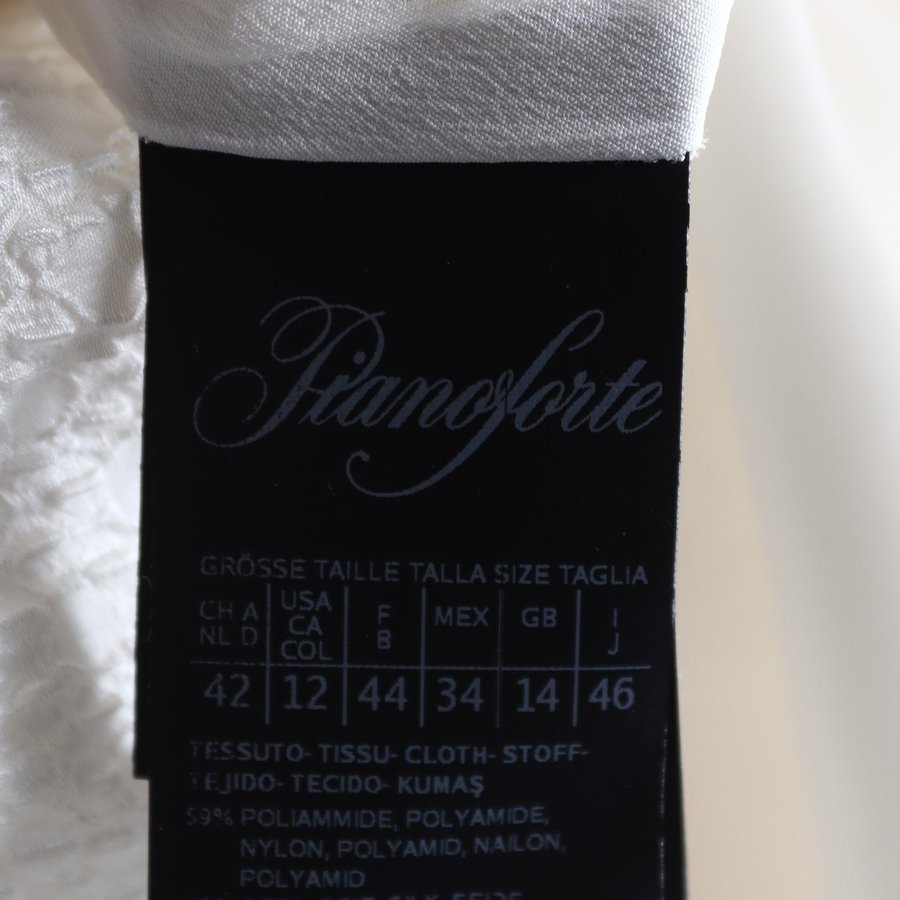 Pianoforte
GRÖSSE TAILLE TALLA SIZE TAGLIA
CH A NL D USA CA COL F B MEX GB I J
42 12 44 34 14 46
TESSUTO- TISSU- CLOTH- STOFF-
TEJIDO- TECIDO- KUMAŞ
59% POLIAMMIDE, POLYAMIDE,
NYLON, POLYAMID, NAILON,
POLYAMID